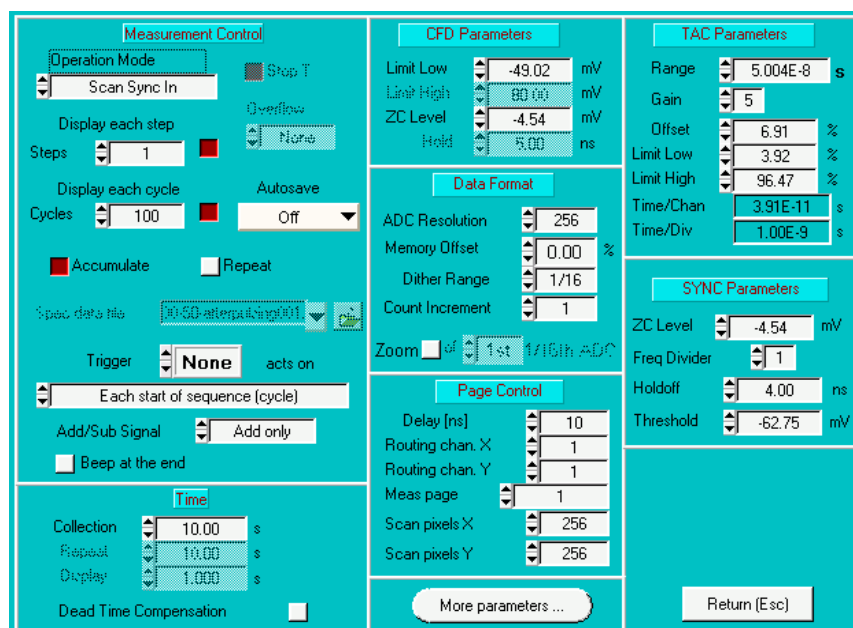 Measurement Control
Operation Mode
Scan Sync In
Stop T
Overflow
None
Display each step
Steps 1
Display each cycle
Cycles 100
Autosave
Off
Accumulate
Repeat
Spec data file
Trigger None acts on
Each start of sequence (cycle)
Add/Sub Signal Add only
Beep at the end
Time
Collection 10.00 s
Repeat 10.00 s
Display 1.000 s
Dead Time Compensation
CFD Parameters
Limit Low -49.02 mV
Limit High 80.00 mV
ZC Level -4.54 mV
Hold 5.00 ns
Data Format
ADC Resolution 256
Memory Offset 0.00 %
Dither Range 1/16
Count Increment 1
Zoom of 1st 1/16th ADC
Page Control
Delay [ns] 10
Routing chan. X 1
Routing chan. Y 1
Meas page 1
Scan pixels X 256
Scan pixels Y 256
More parameters ...
TAC Parameters
Range 5.004E-8 s
Gain 5
Offset 6.91 %
Limit Low 3.92 %
Limit High 96.47 %
Time/Chan 3.91E-11 s
Time/Div 1.00E-9 s
SYNC Parameters
ZC Level -4.54 mV
Freq Divider 1
Holdoff 4.00 ns
Threshold -62.75 mV
Return (Esc)